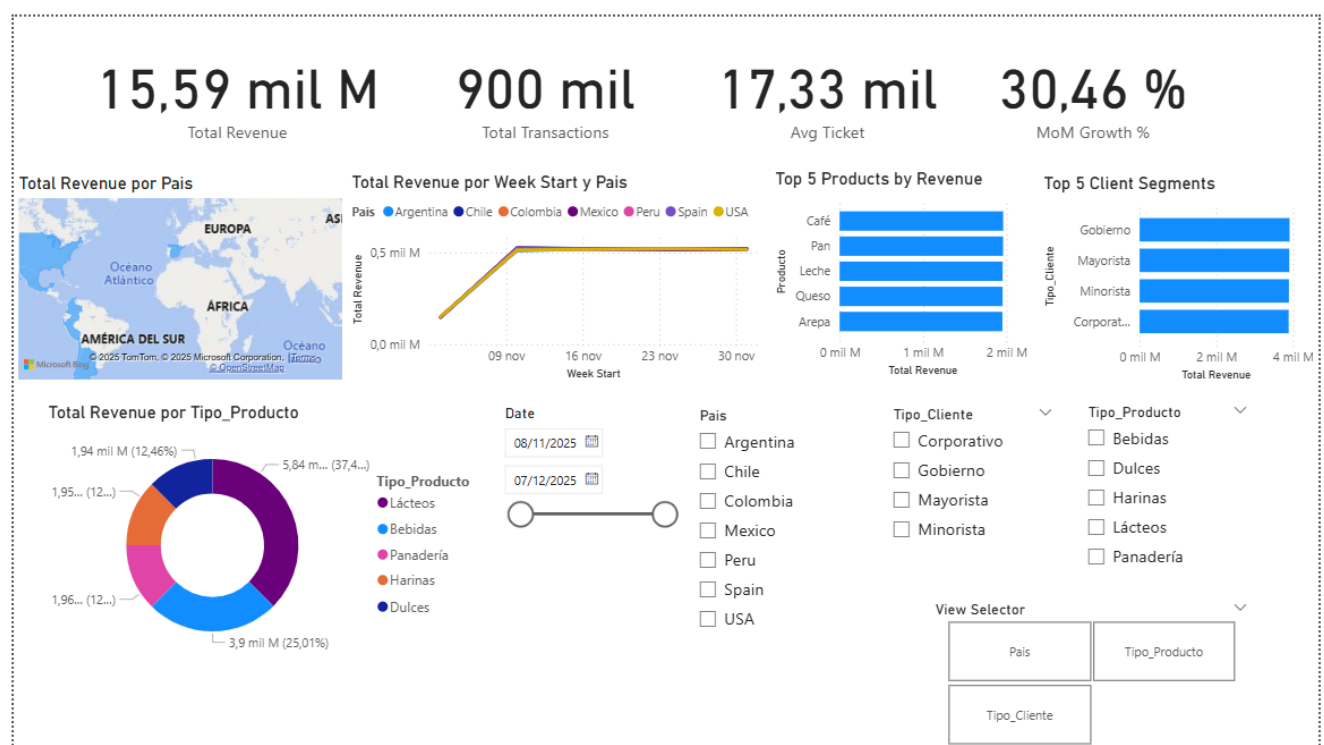 15,59 mil M
Total Revenue
900 mil
Total Transactions
17,33 mil
Avg Ticket
30,46 %
MoM Growth %
Total Revenue por Pais
EUROPA
Océano
Atlántico
ÁFRICA
AMÉRICA DEL SUR
Océano
Microsoft Bing
© 2025 TomTom, © 2025 Microsoft Corporation,
© OpenStreetMap
Total Revenue por Week Start y Pais
Pais Argentina Chile Colombia Mexico Peru Spain USA
Total Revenue
0,5 mil M
0,0 mil M
09 nov 16 nov 23 nov 30 nov
Week Start
Top 5 Products by Revenue
Producto
Café
Pan
Leche
Queso
Arepa
0 mil M 1 mil M 2 mil M
Total Revenue
Top 5 Client Segments
Tipo_Cliente
Gobierno
Mayorista
Minorista
Corporat...
0 mil M 2 mil M 4 mil M
Total Revenue
Total Revenue por Tipo_Producto
1,94 mil M (12,46%)
5,84 m... (37,4...)
1,95... (12...)
1,96... (12...)
3,9 mil M (25,01%)
Tipo_Producto
Lácteos
Bebidas
Panadería
Harinas
Dulces
Date
08/11/2025
07/12/2025
Pais
Argentina
Chile
Colombia
Mexico
Peru
Spain
USA
Tipo_Cliente
Corporativo
Gobierno
Mayorista
Minorista
Tipo_Producto
Bebidas
Dulces
Harinas
Lácteos
Panadería
View Selector
Pais
Tipo_Producto
Tipo_Cliente